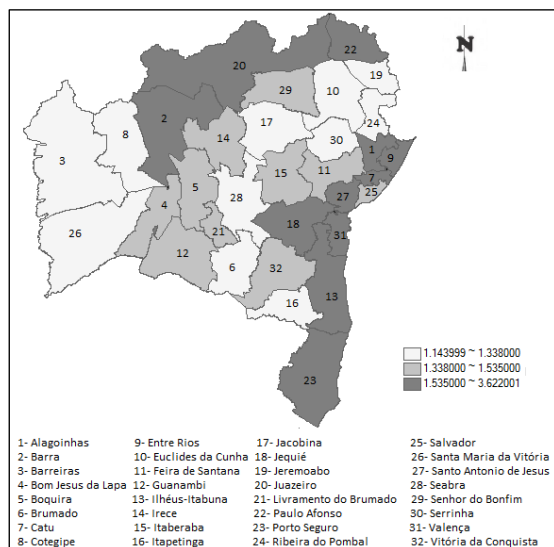 N
22
20
19
29
10
2
24
8
17
14
30
1
9
3
11
15
7
5
27
25
4
28
18
26
21
31
12
6
32
13
16
1.143999 ~ 1.338000
1.338000 ~ 1.535000
1.535000 ~ 3.622001
23
1- Alagoinhas
2- Barra
3- Barreiras
4- Bom Jesus da Lapa
5- Boquira
6- Brumado
7- Catu
8- Cotegipe
9- Entre Rios
10- Euclides da Cunha
11- Feira de Santana
12- Guanambi
13- Ilhéus-Itabuna
14- Irece
15- Itaberaba
16- Itapetinga
17- Jacobina
18- Jequié
19- Jeremoabo
20- Juazeiro
21- Livramento do Brumado
22- Paulo Afonso
23- Porto Seguro
24- Ribeira do Pombal
25- Salvador
26- Santa Maria da Vitória
27- Santo Antonio de Jesus
28- Seabra
29- Senhor do Bonfim
30- Serrinha
31- Valença
32- Vitória da Conquista